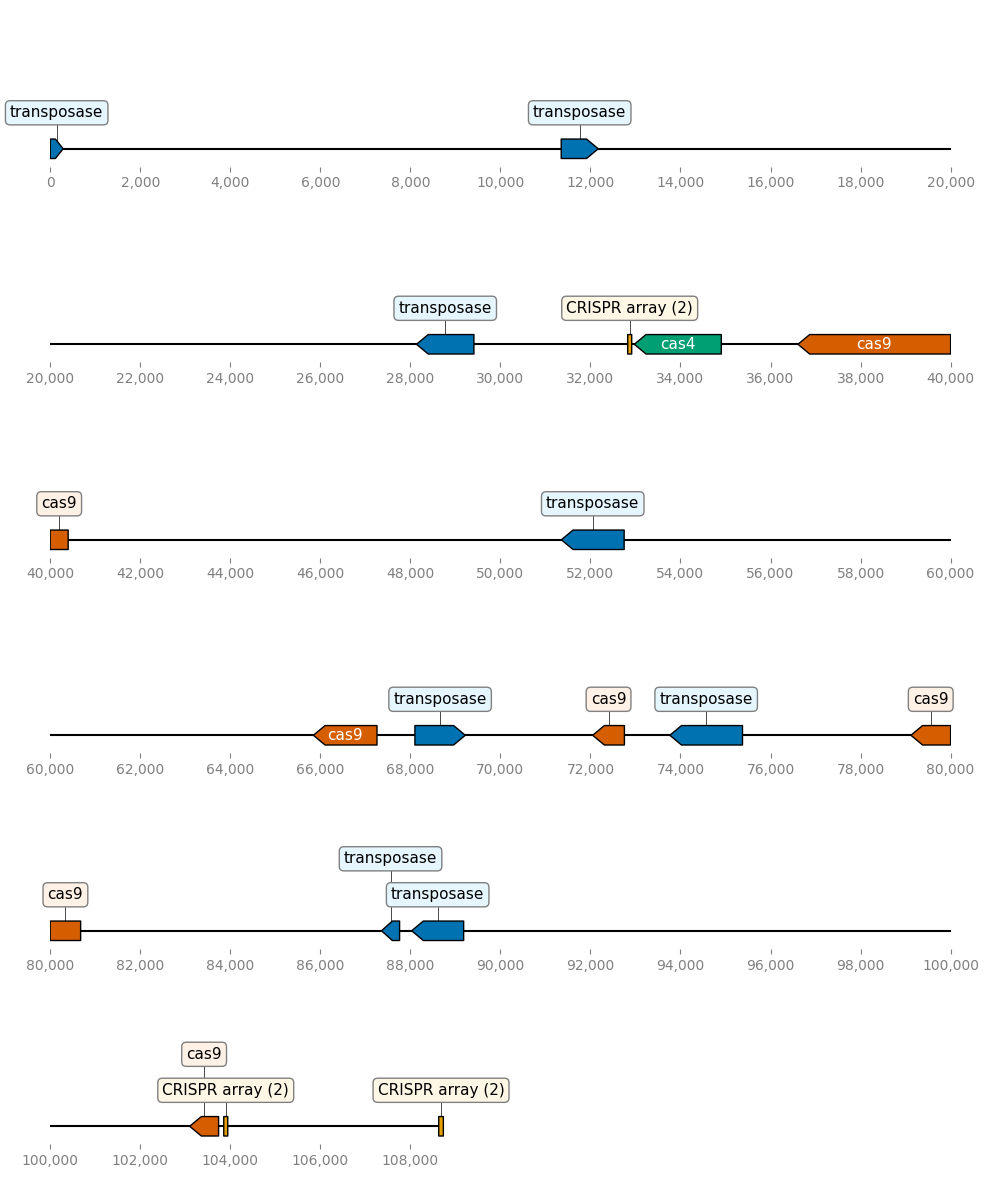 transposase transposase
0 2,000 4,000 6,000 8,000 10,000 12,000 14,000 16,000 18,000 20,000
transposase CRISPR array (2)
cas4 cas9
20,000 22,000 24,000 26,000 28,000 30,000 32,000 34,000 36,000 38,000 40,000
cas9 transposase
40,000 42,000 44,000 46,000 48,000 50,000 52,000 54,000 56,000 58,000 60,000
transposase cas9 transposase cas9
cas9
60,000 62,000 64,000 66,000 68,000 70,000 72,000 74,000 76,000 78,000 80,000
transposase
cas9 transposase
80,000 82,000 84,000 86,000 88,000 90,000 92,000 94,000 96,000 98,000 100,000
cas9
CRISPR array (2) CRISPR array (2)
100,000 102,000 104,000 106,000 108,000